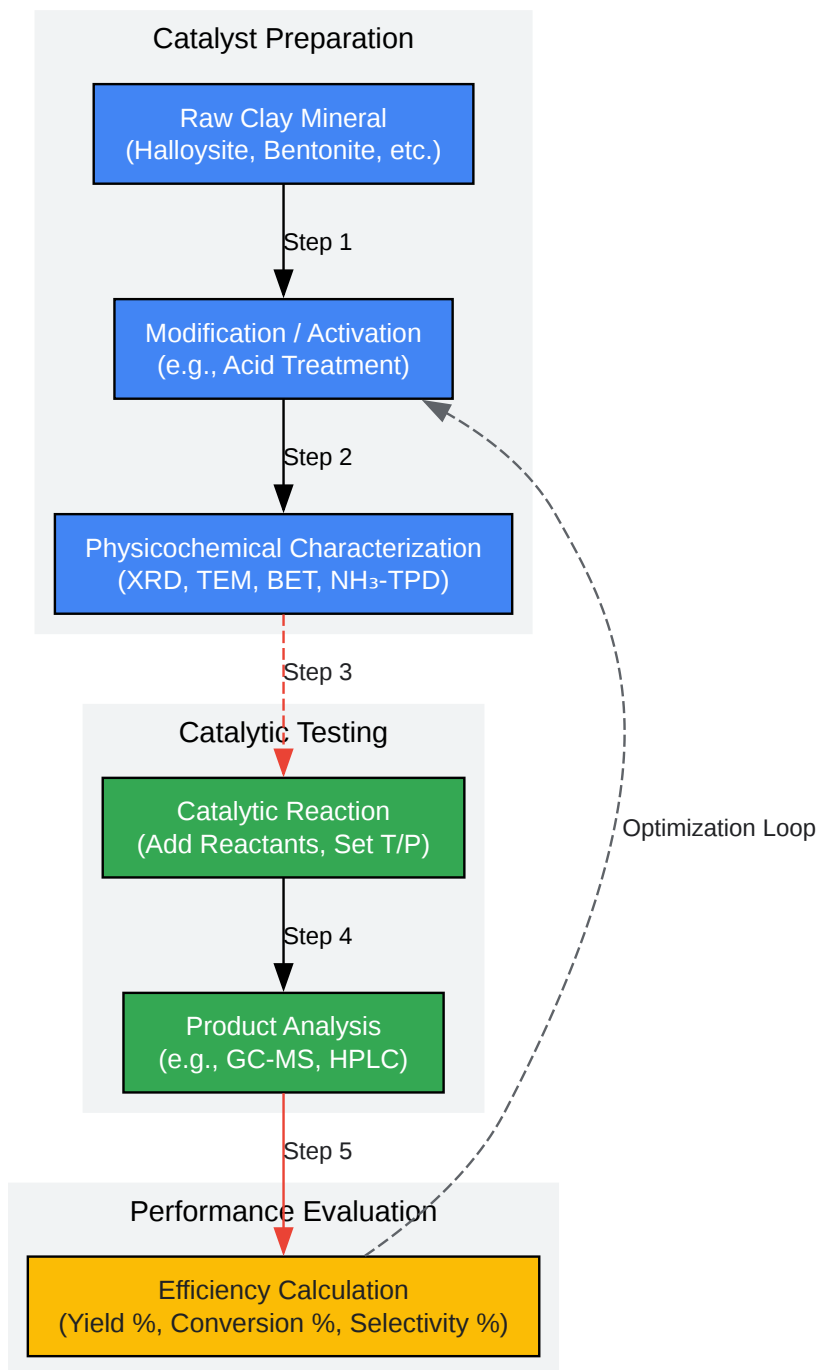 Catalyst Preparation
Raw Clay Mineral
(Halloysite, Bentonite, etc.)
Step 1
Modification / Activation
(e.g., Acid Treatment)
Step 2
Physicochemical Characterization
(XRD, TEM, BET, NH₃-TPD)
Step 3
Catalytic Testing
Catalytic Reaction
(Add Reactants, Set T/P)
Optimization Loop
Step 4
Product Analysis
(e.g., GC-MS, HPLC)
Step 5
Performance Evaluation
Efficiency Calculation
(Yield %, Conversion %, Selectivity %)